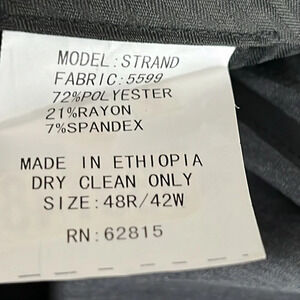 MODEL:STRAND
FABRIC:5599
72%POLYESTER
21%RAYON
7%SPANDEX
MADE IN ETHIOPIA
DRY CLEAN ONLY
SIZE:48R/42W
RN:62815